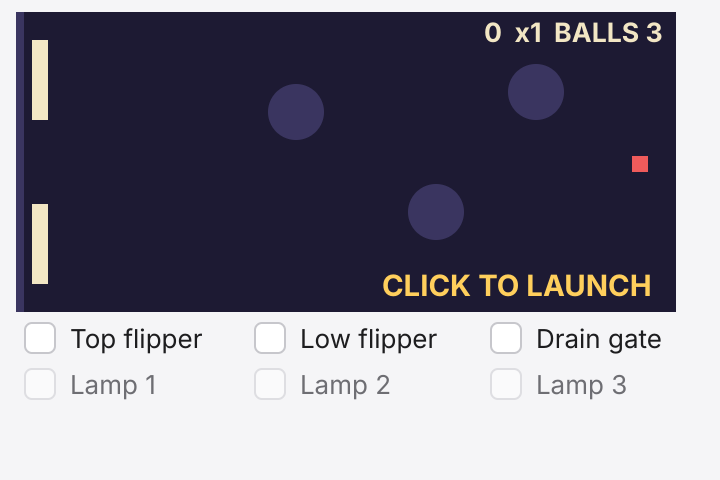 0 x1 BALLS 3
CLICK TO LAUNCH
Top flipper Low flipper Drain gate
Lamp 1 Lamp 2 Lamp 3